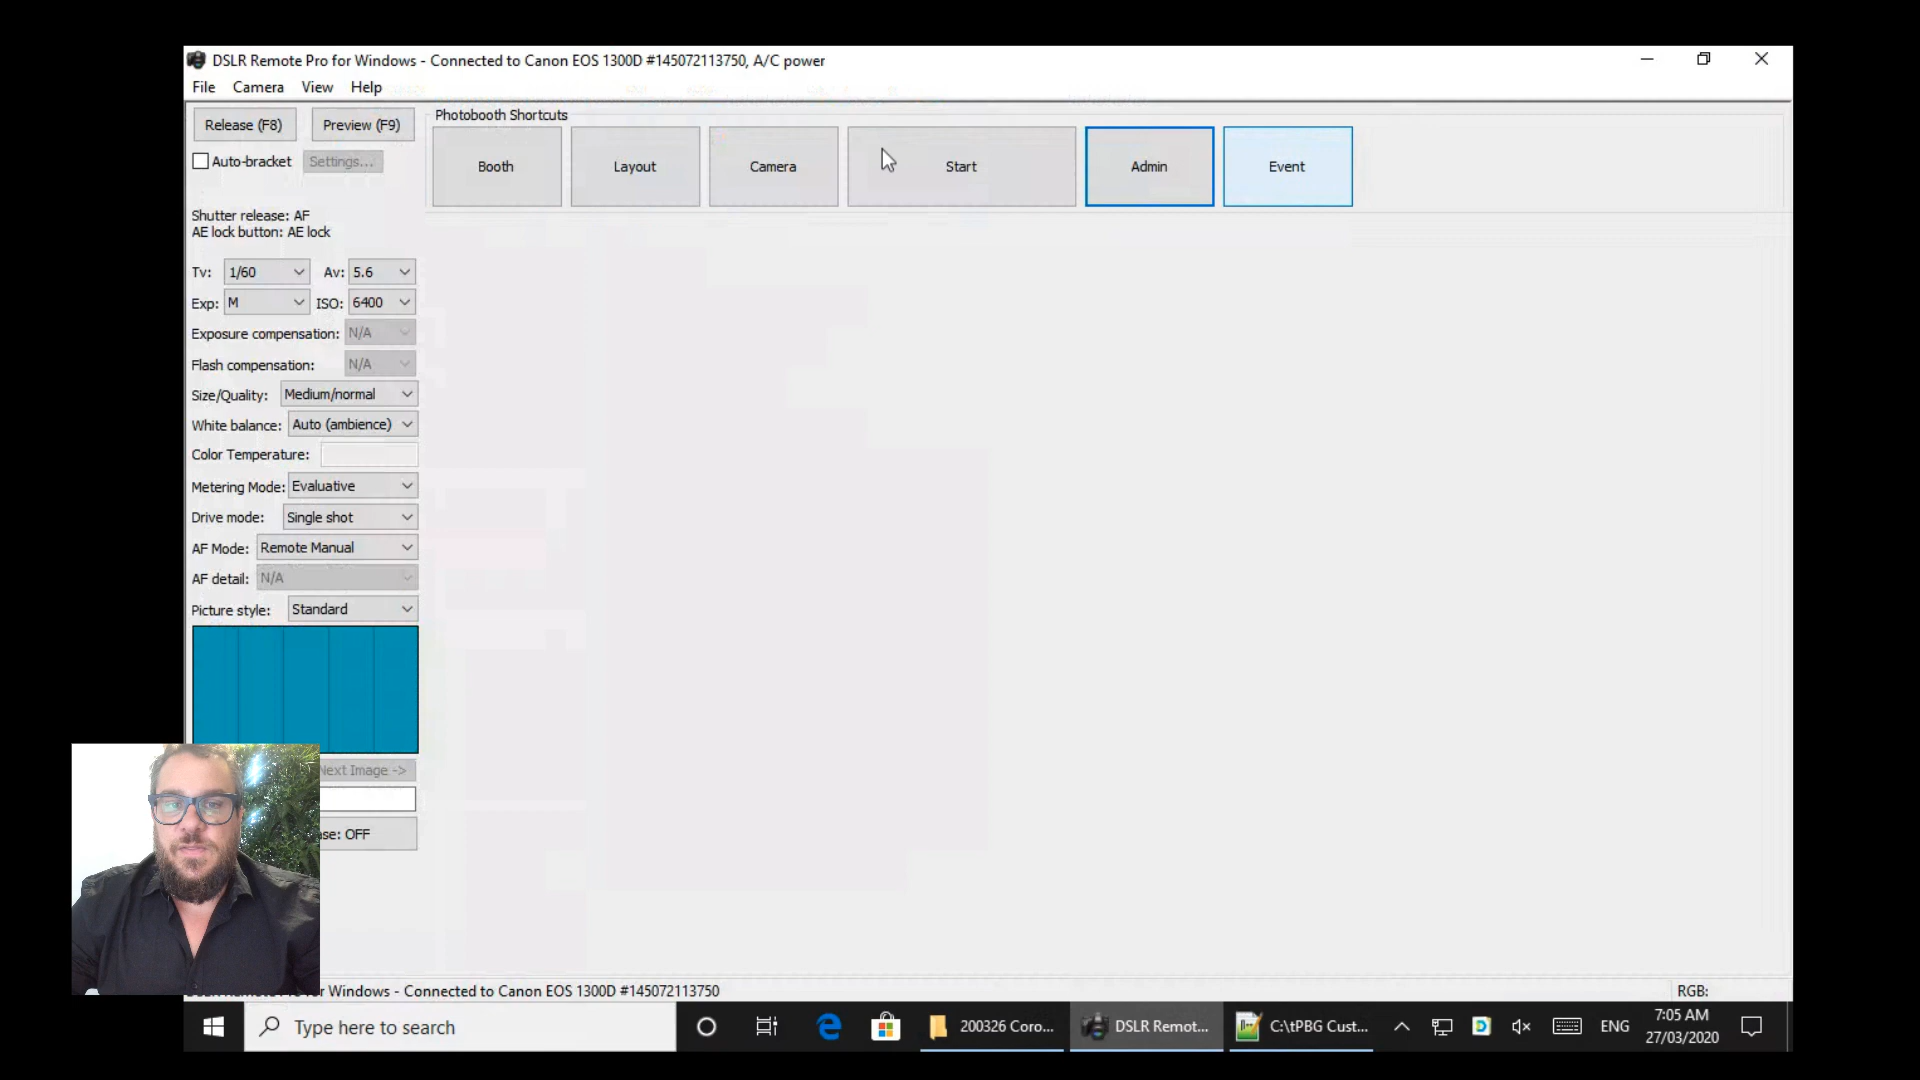 DSLR Remote Pro for Windows - Connected to Canon EOS 1300D #145072113750, A/C power
File Camera View Help
Release (F8) Preview (F9)
Auto-bracket Settings...
Photobooth Shortcuts
Booth Layout Camera Start Admin Event
Shutter release: AF
AE lock button: AE lock
Tv: 1/60 Av: 5.6
Exp: M ISO: 6400
Exposure compensation: N/A
Flash compensation: N/A
Size/Quality: Medium/normal
White balance: Auto (ambience)
Color Temperature:
Metering Mode: Evaluative
Drive mode: Single shot
AF Mode: Remote Manual
AF detail: N/A
Picture style: Standard
Next Image ->
OFF
Windows - Connected to Canon EOS 1300D #145072113750
RGB:
Type here to search
200326 Coro...
DSLR Remot...
C:\tPBG Cust...
ENG
7:05 AM
27/03/2020